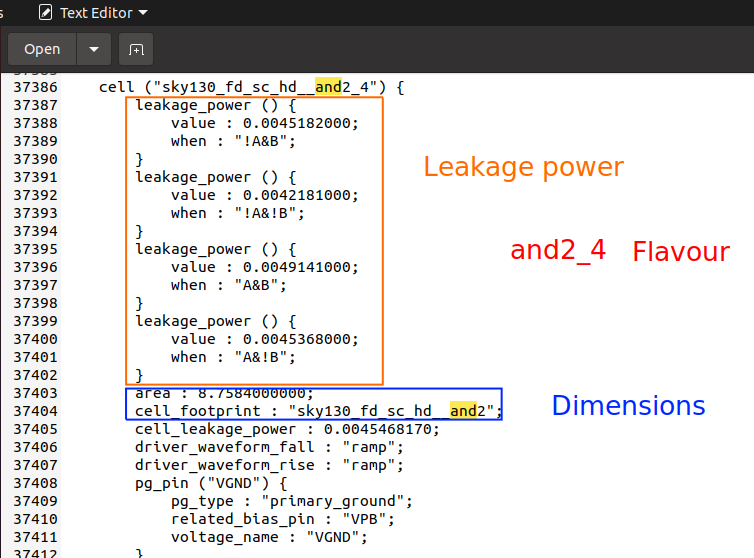 s Text Editor
Open
37385
37386 cell ("sky130_fd_sc_hd__and2_4") {
37387 leakage_power () {
37388 value : 0.0045182000;
37389 when : "!A&B";
37390 }
37391 leakage_power () {
37392 value : 0.0042181000;
37393 when : "!A&!B";
37394 }
37395 leakage_power () {
37396 value : 0.0049141000;
37397 when : "A&B";
37398 }
37399 leakage_power () {
37400 value : 0.0045368000;
37401 when : "A&!B";
37402 }
37403 area : 8.7584000000;
37404 cell_footprint : "sky130_fd_sc_hd__and2";
37405 cell_leakage_power : 0.0045468170;
37406 driver_waveform_fall : "ramp";
37407 driver_waveform_rise : "ramp";
37408 pg_pin ("VGND") {
37409 pg_type : "primary_ground";
37410 related_bias_pin : "VPB";
37411 voltage_name : "VGND";
37412 }
Leakage power
and2_4 Flavour
Dimensions